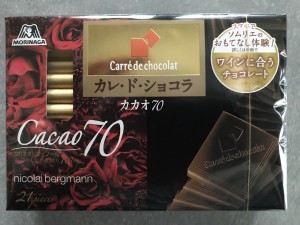 MORINAGA
Carré de chocolat
カレ・ド・ショコラ
カカオ70
ソムリエの
おもてなし体験!
ワインに合う
チョコレート
Cacao70
nicolai bergmann
21 pieces
Carré de chocolat